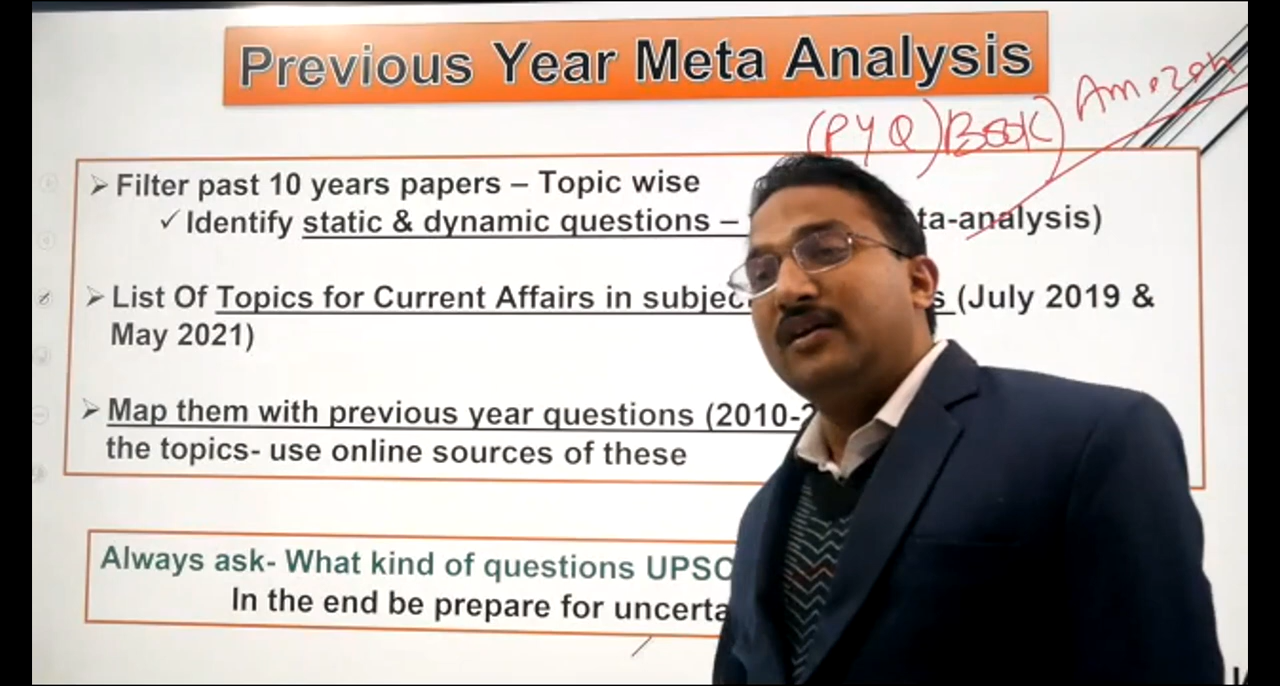 Previous Year Meta Analysis
(PYQ) Book) Amazon
➢ Filter past 10 years papers – Topic wise
✓ Identify static & dynamic questions – ta-analysis)
➢ List Of Topics for Current Affairs in subjec s (July 2019 &
May 2021)
➢ Map them with previous year questions (2010-2
the topics- use online sources of these
Always ask- What kind of questions UPSC
In the end be prepare for uncerta